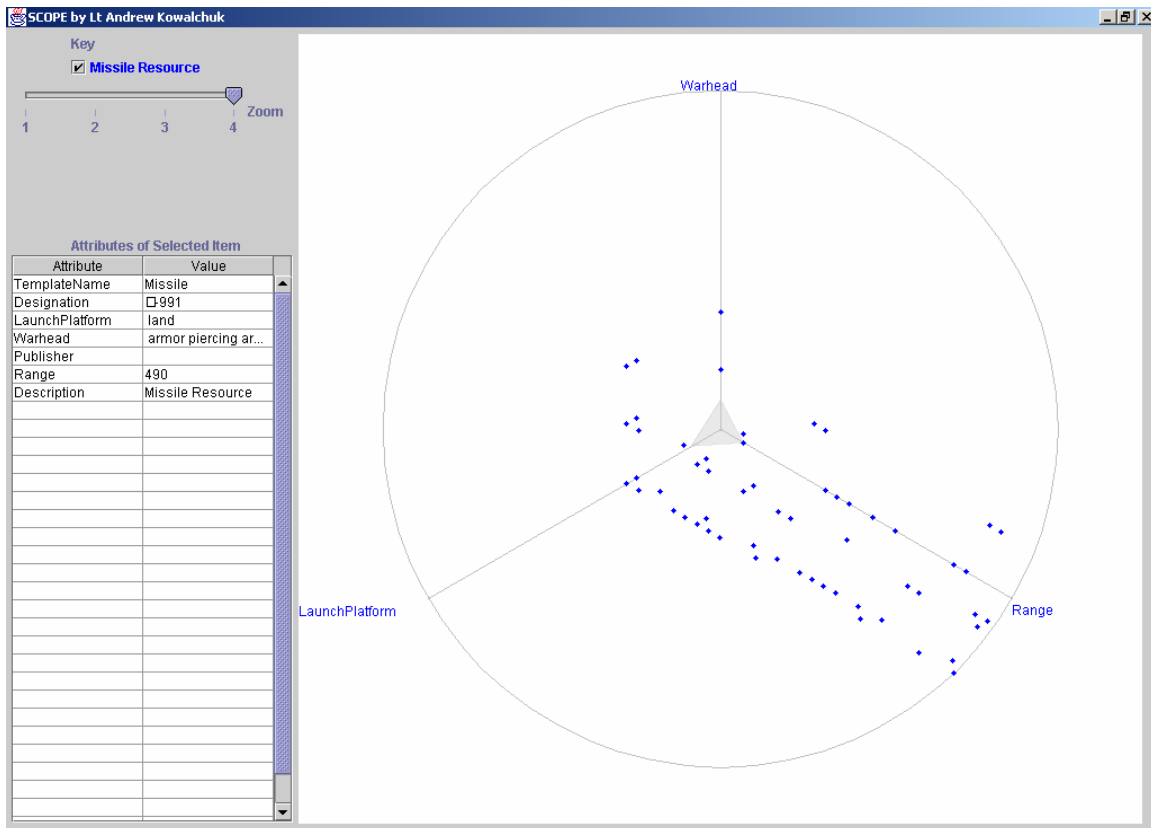 SCOPE by Lt Andrew Kowalchuk
Key
Missile Resource
Zoom
1 2 3 4
Attributes of Selected Item
Attribute Value
TemplateName Missile
Designation □-991
LaunchPlatform land
Warhead armor piercing ar...
Publisher
Range 490
Description Missile Resource
Warhead
LaunchPlatform
Range